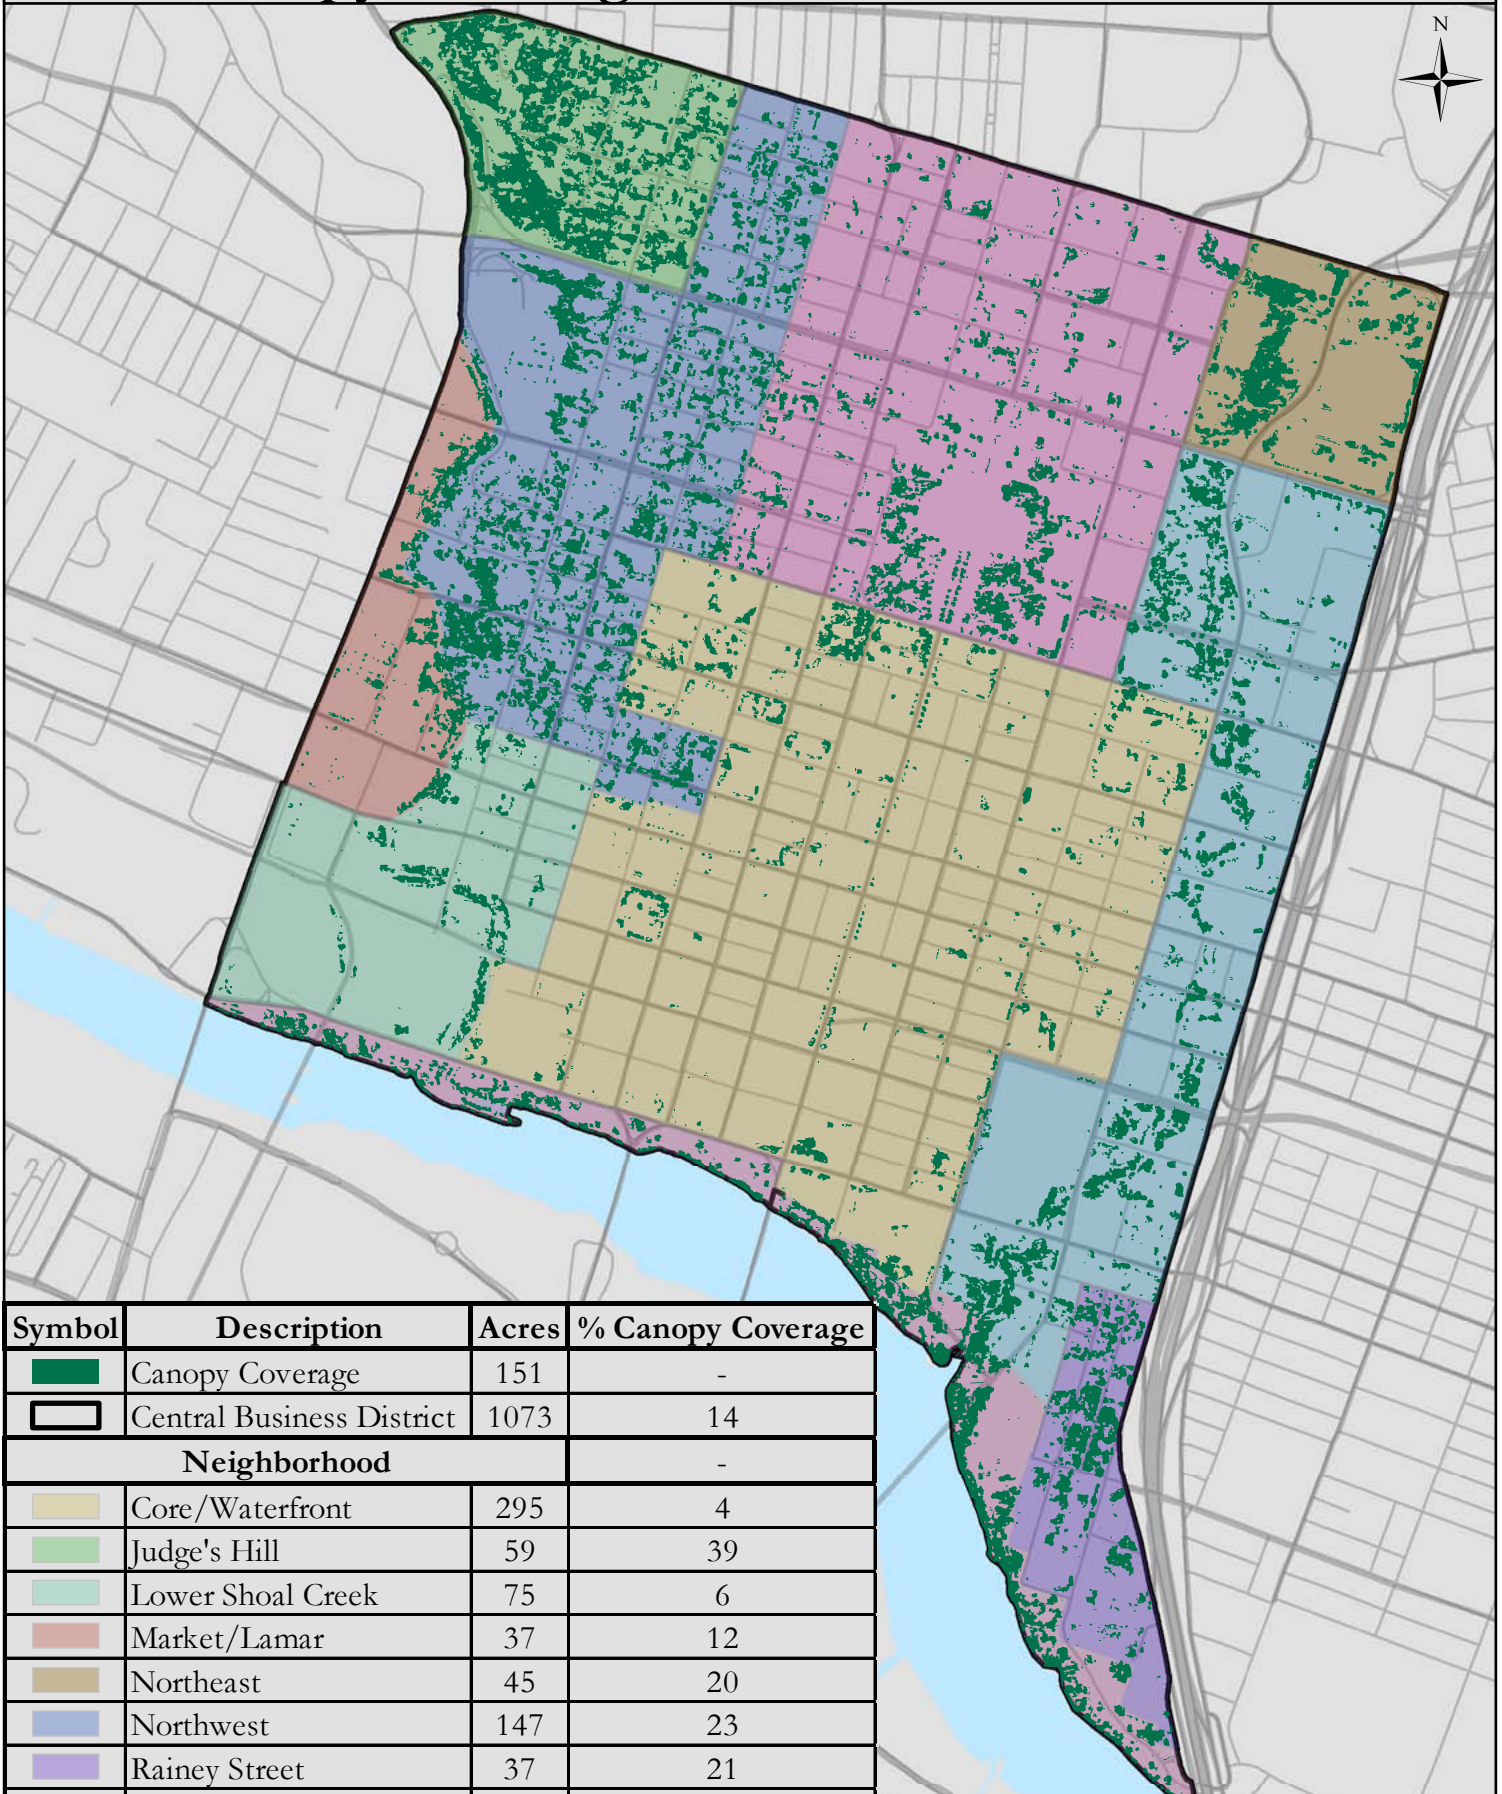 N
Symbol Description Acres % Canopy Coverage
Canopy Coverage 151 -
Central Business District 1073 14
Neighborhood -
Core/Waterfront 295 4
Judge's Hill 59 39
Lower Shoal Creek 75 6
Market/Lamar 37 12
Northeast 45 20
Northwest 147 23
Rainey Street 37 21